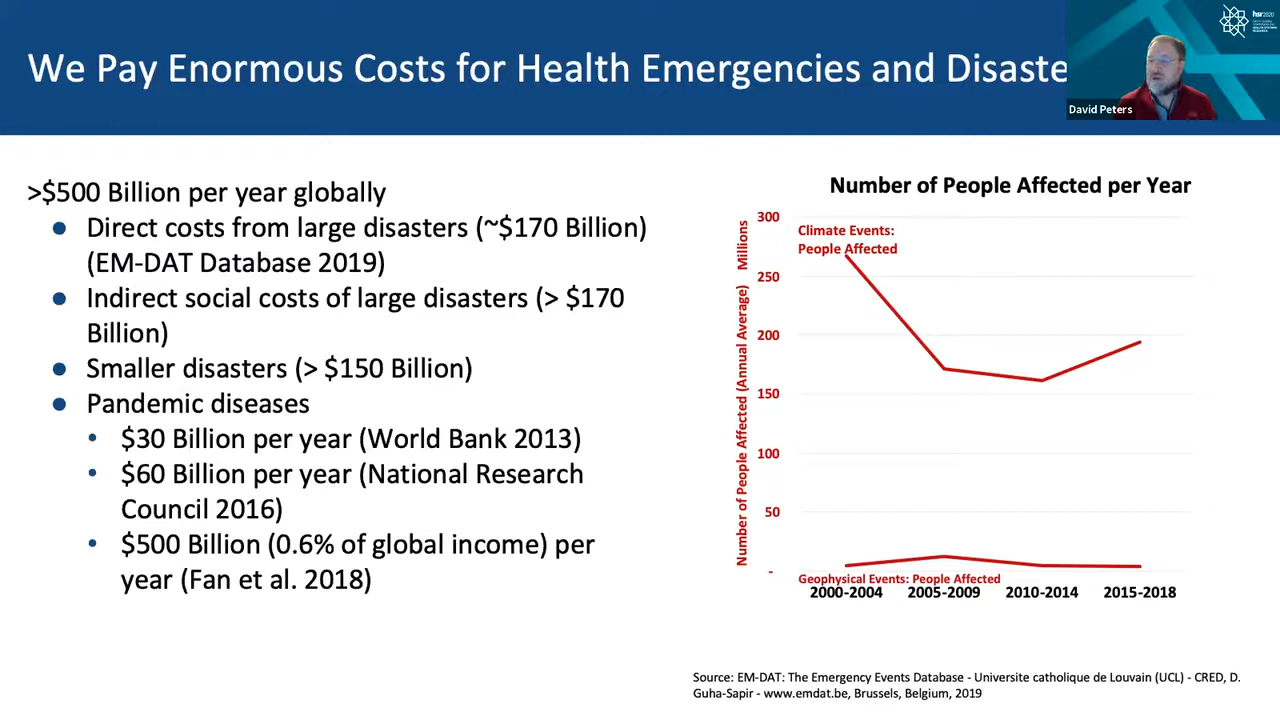 We Pay Enormous Costs for Health Emergencies and Disaste
hsr2020
David Peters
>$500 Billion per year globally
● Direct costs from large disasters (~$170 Billion)
(EM-DAT Database 2019)
● Indirect social costs of large disasters (> $170
Billion)
● Smaller disasters (> $150 Billion)
● Pandemic diseases
• $30 Billion per year (World Bank 2013)
• $60 Billion per year (National Research
Council 2016)
• $500 Billion (0.6% of global income) per
year (Fan et al. 2018)
Number of People Affected per Year
Number of People Affected (Annual Average) Millions
300
250
200
150
100
50
-
Climate Events:
People Affected
Geophysical Events: People Affected
2000-2004 2005-2009 2010-2014 2015-2018
Source: EM-DAT: The Emergency Events Database - Universite catholique de Louvain (UCL) - CRED, D.
Guha-Sapir - www.emdat.be, Brussels, Belgium, 2019